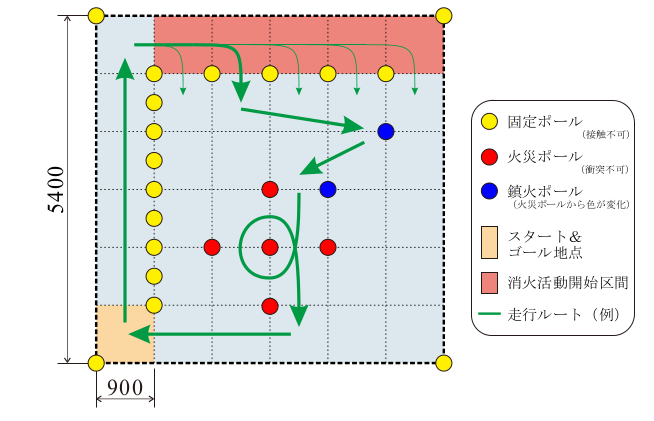 5400
900
固定ポール
(接触不可)
火災ポール
(衝突不可)
鎮火ポール
(火災ポールから色が変化)
スタート&
ゴール地点
消火活動開始区間
走行ルート（例）